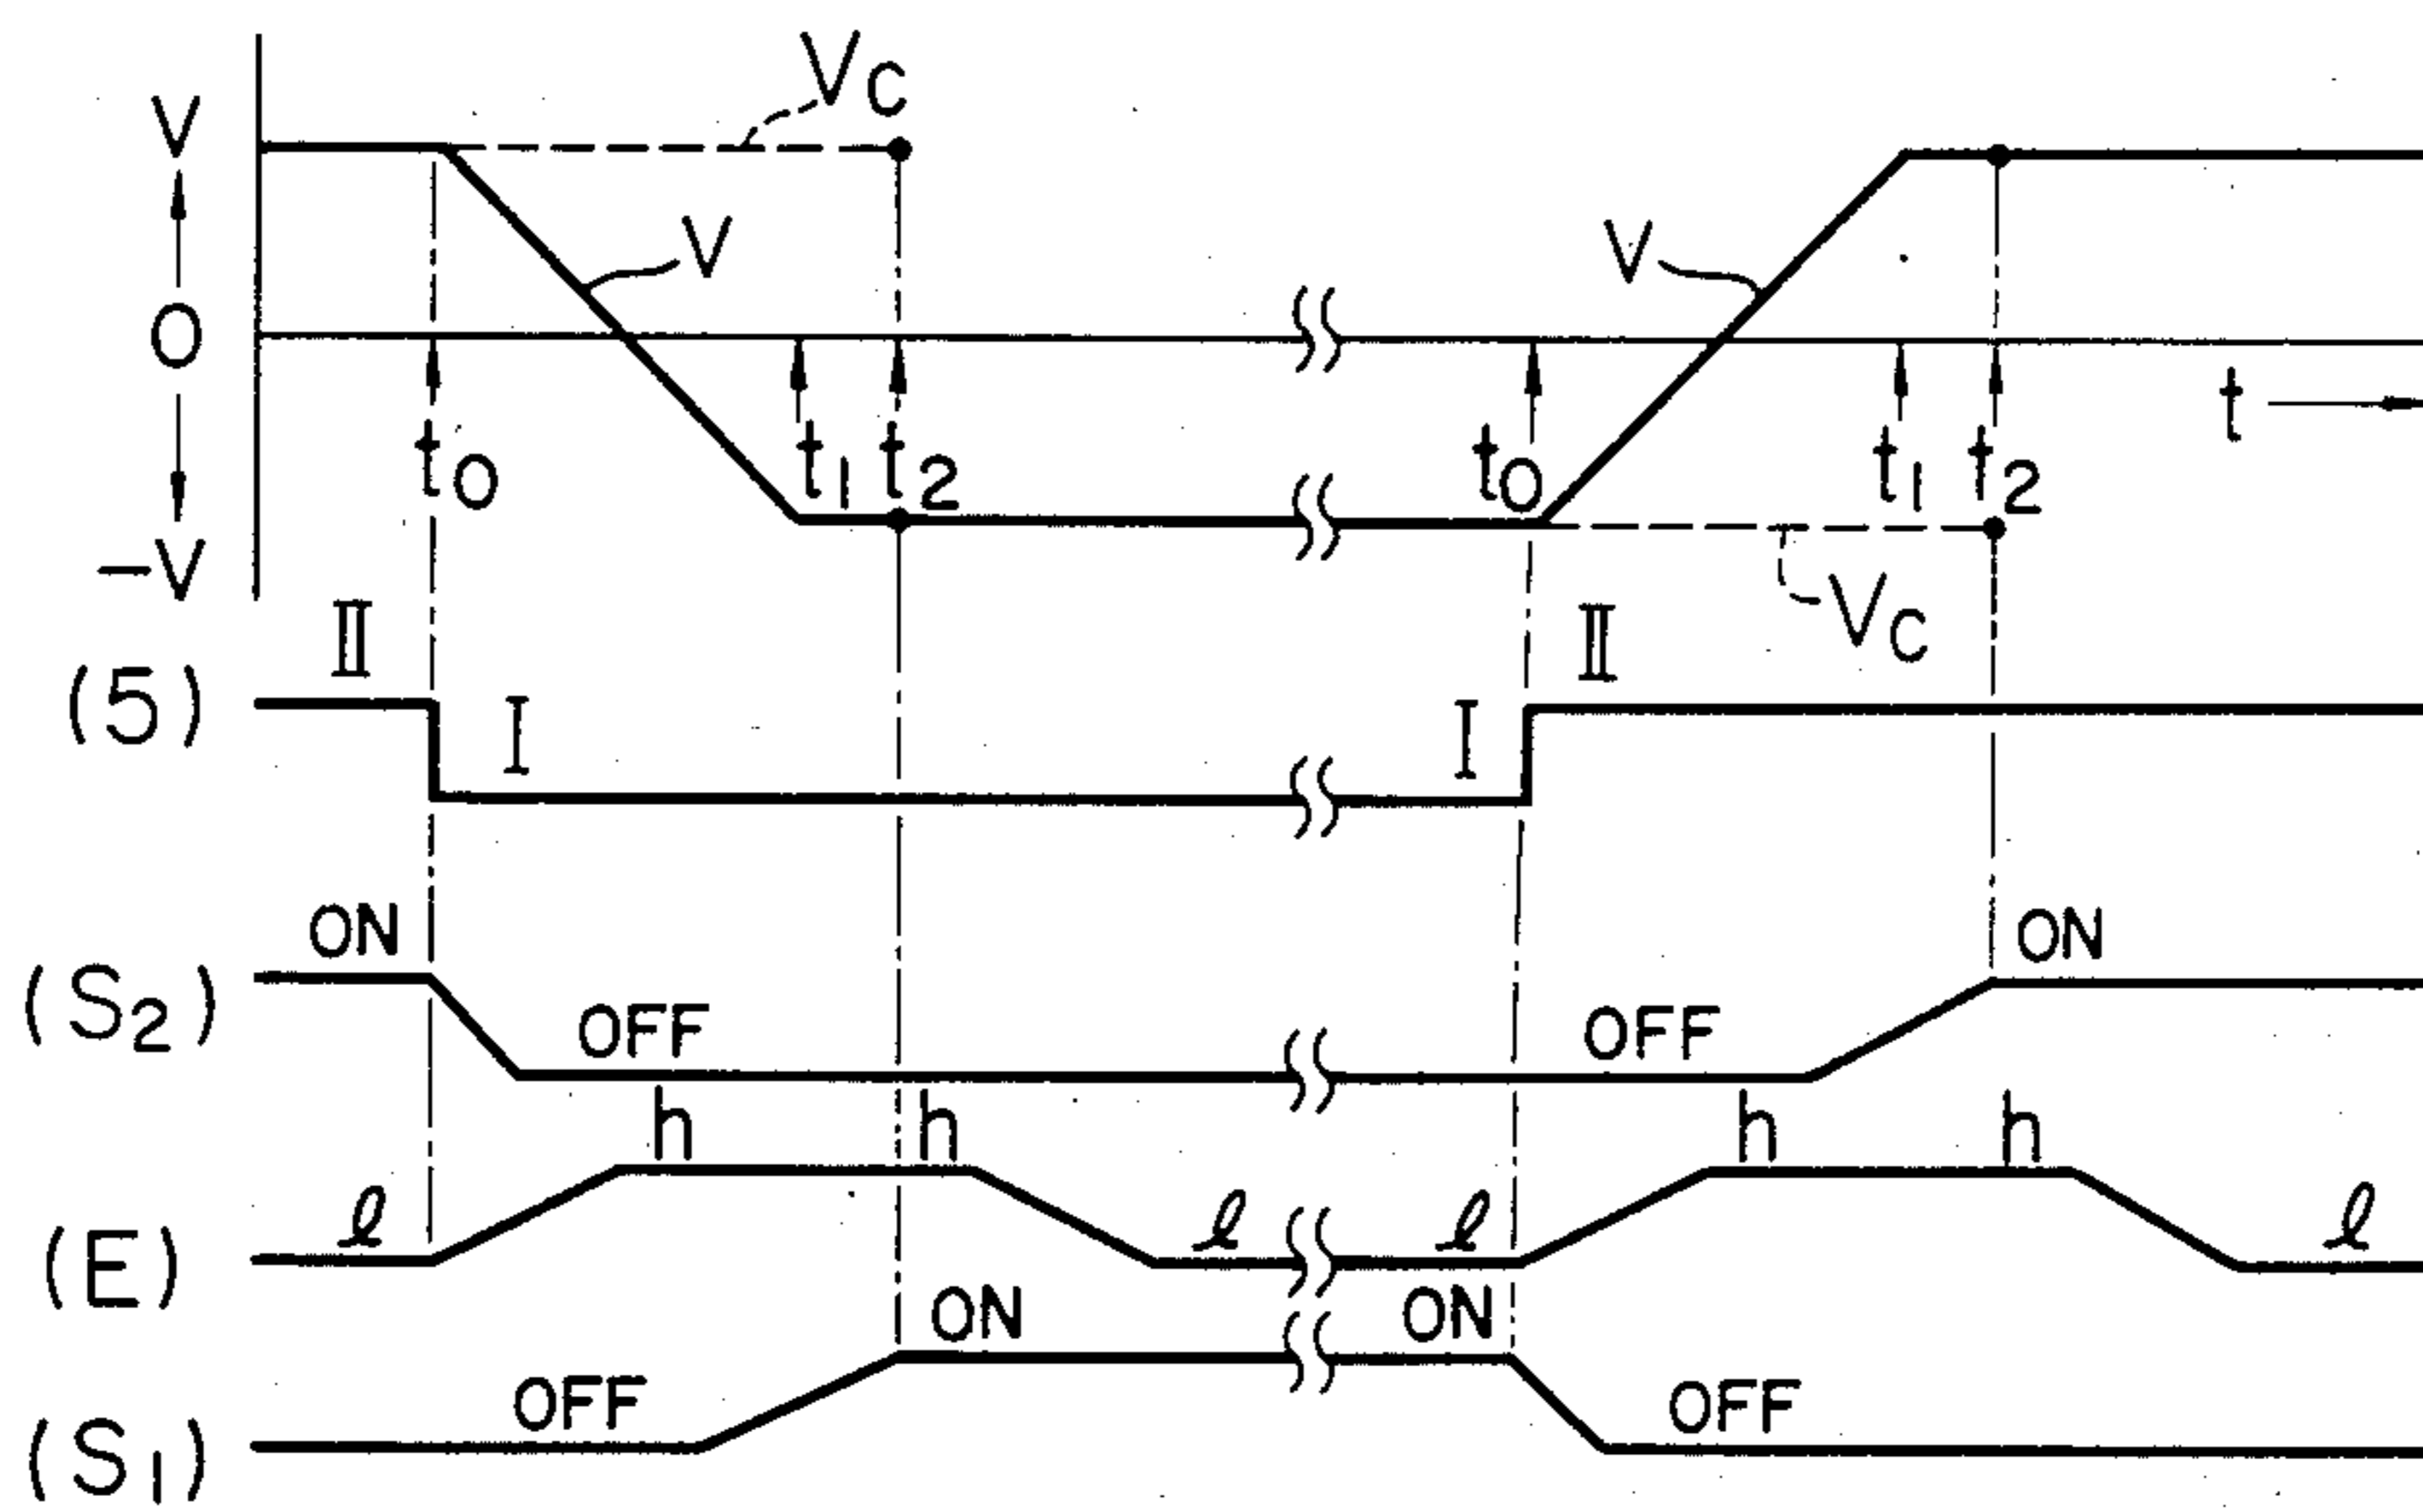 VC
V
V V
O
t
t0 t1 t2 t0 t1 t2
-V
VC
II II
(5)
I I
ON ON
(S2)
OFF OFF
h h h h
ℓ ℓ ℓ ℓ
(E)
ON ON
OFF OFF
(S1)